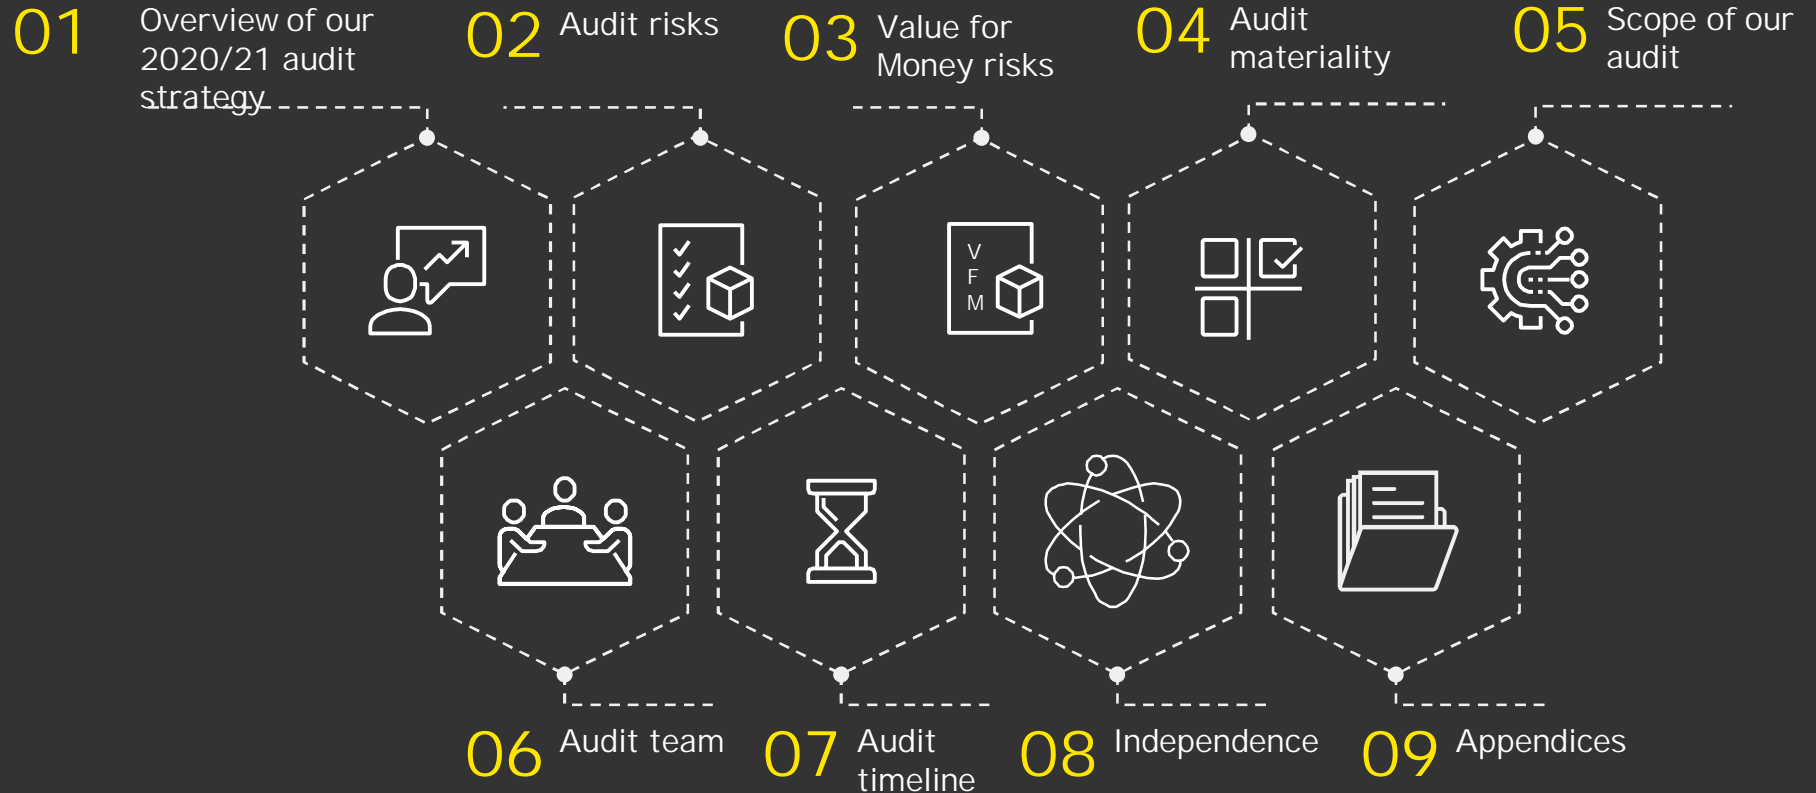 01
Overview of our
2020/21 audit
strategy
02
Audit risks
03
Value for
Money risks
04
Audit
materiality
05
Scope of our
audit
V
F
M
06
Audit team
07
Audit
timeline
08
Independence
09
Appendices